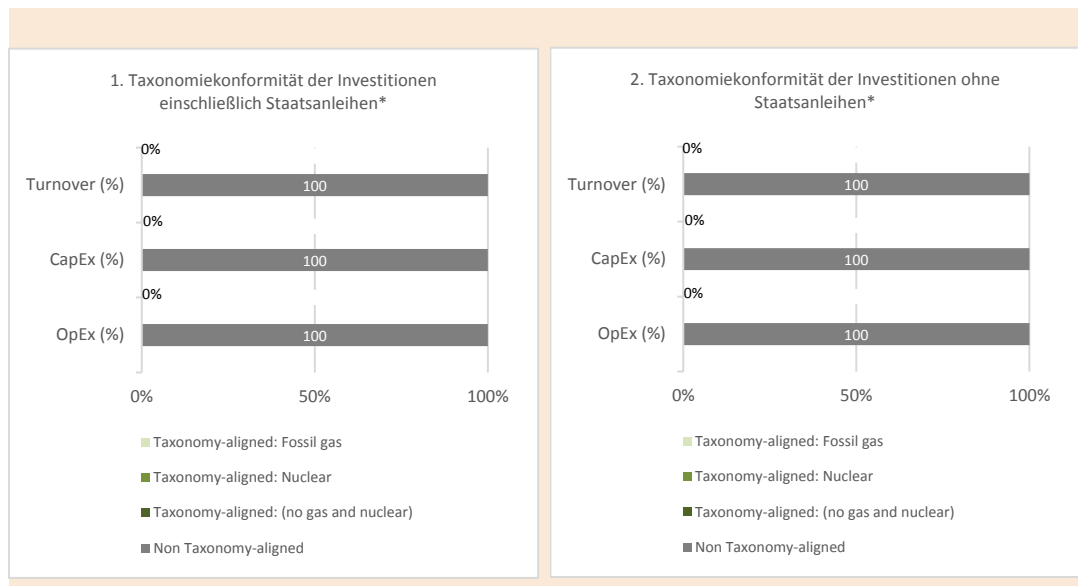 1. Taxonomiekonformität der Investitionen
einschließlich Staatsanleihen*
0%
Turnover (%)
100
0%
CapEx (%)
100
0%
OpEx (%)
100
0%
50%
100%
Taxonomy-aligned: Fossil gas
Taxonomy-aligned: Nuclear
Taxonomy-aligned: (no gas and nuclear)
Non Taxonomy-aligned
2. Taxonomiekonformität der Investitionen ohne
Staatsanleihen*
0%
Turnover (%)
100
0%
CapEx (%)
100
0%
OpEx (%)
100
0%
50%
100%
Taxonomy-aligned: Fossil gas
Taxonomy-aligned: Nuclear
Taxonomy-aligned: (no gas and nuclear)
Non Taxonomy-aligned